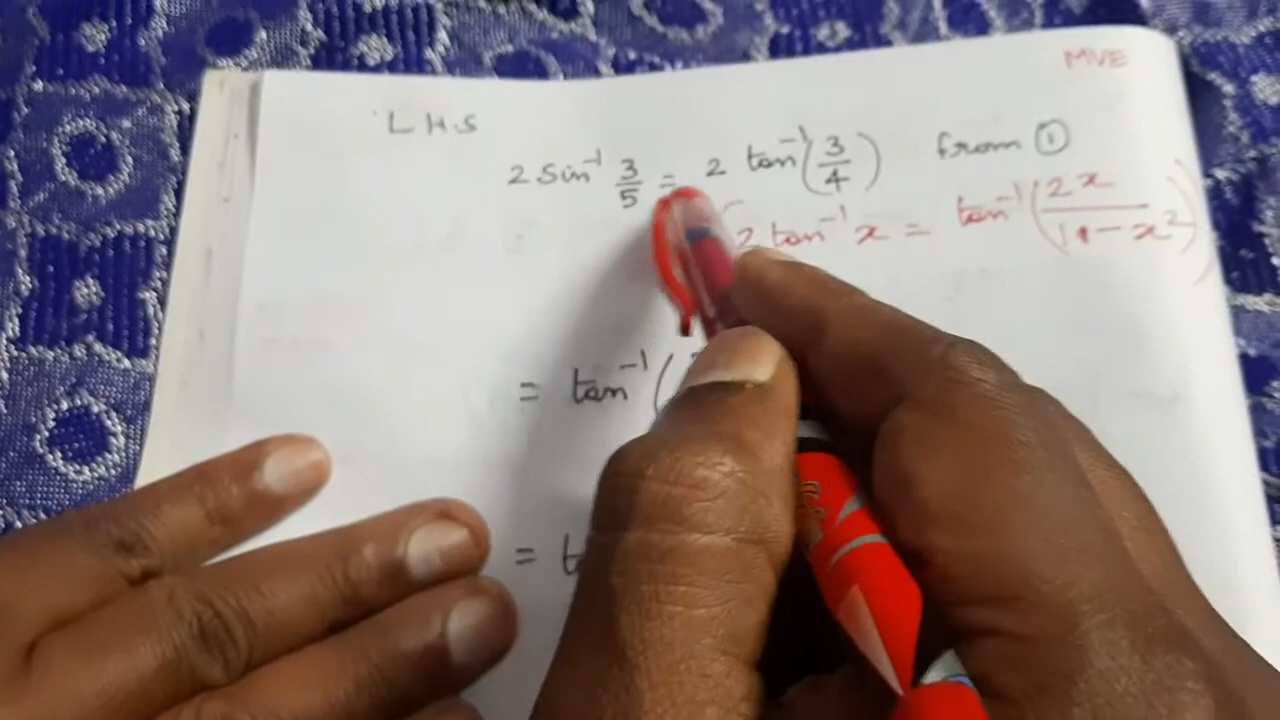 MVE
LHS
2 sin⁻¹ 3/5 = 2 tan⁻¹(3/4) from ①
2 tan⁻¹ x = tan⁻¹(2x/(1-x²))
= tan⁻¹(
= t